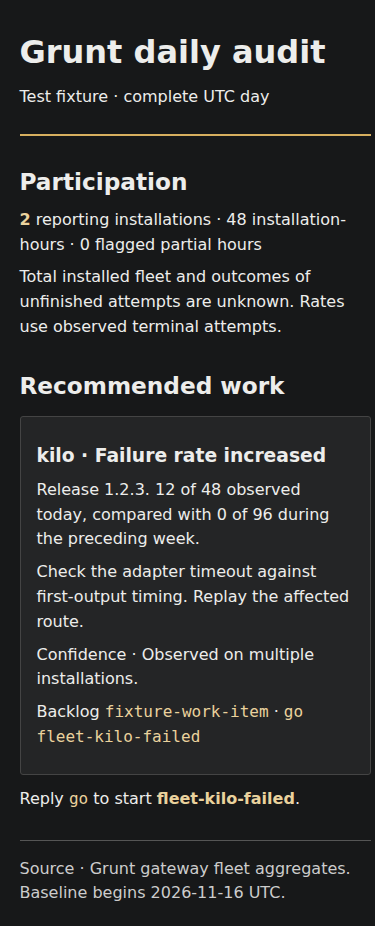 Grunt daily audit
Test fixture · complete UTC day
Participation
2 reporting installations · 48 installation-
hours · 0 flagged partial hours
Total installed fleet and outcomes of
unfinished attempts are unknown. Rates
use observed terminal attempts.
Recommended work
kilo · Failure rate increased
Release 1.2.3. 12 of 48 observed
today, compared with 0 of 96 during
the preceding week.
Check the adapter timeout against
first-output timing. Replay the affected
route.
Confidence · Observed on multiple
installations.
Backlog fixture-work-item · go
fleet-kilo-failed
Reply go to start fleet-kilo-failed.
Source · Grunt gateway fleet aggregates.
Baseline begins 2026-11-16 UTC.